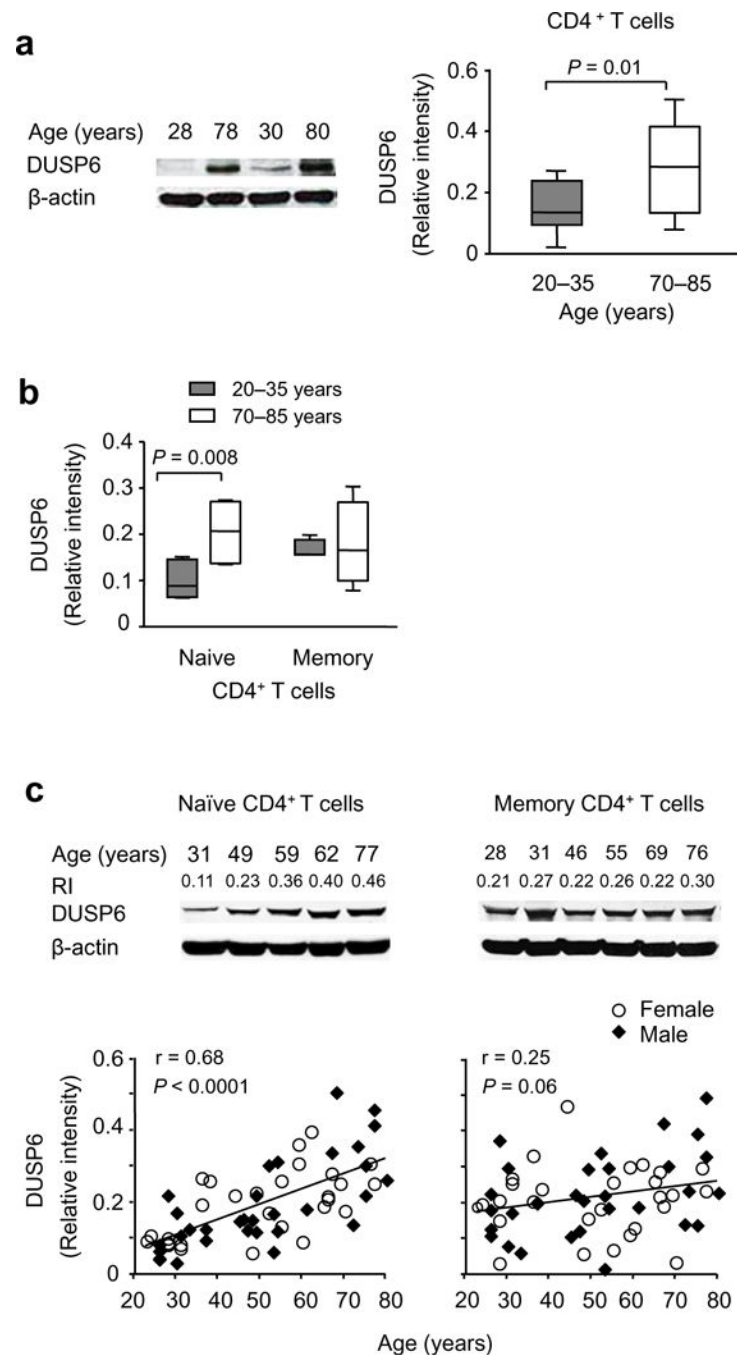 a
CD4 + T cells
P = 0.01
Age (years) 28 78 30 80
DUSP6
β-actin
DUSP6
(Relative intensity)
0.6
0.4
0.2
0
20–35 70–85
Age (years)
b
20–35 years
70–85 years
P = 0.008
DUSP6
(Relative intensity)
0.4
0.3
0.2
0.1
0
Naive Memory
CD4+ T cells
c
Naïve CD4+ T cells
Age (years) 31 49 59 62 77
RI 0.11 0.23 0.36 0.40 0.46
DUSP6
β-actin
Memory CD4+ T cells
28 31 46 55 69 76
0.21 0.27 0.22 0.26 0.22 0.30
Female
Male
DUSP6
(Relative intensity)
0.6
0.4
0.2
0
r = 0.68
P < 0.0001
20 30 40 50 60 70 80
r = 0.25
P = 0.06
20 30 40 50 60 70 80
Age (years)